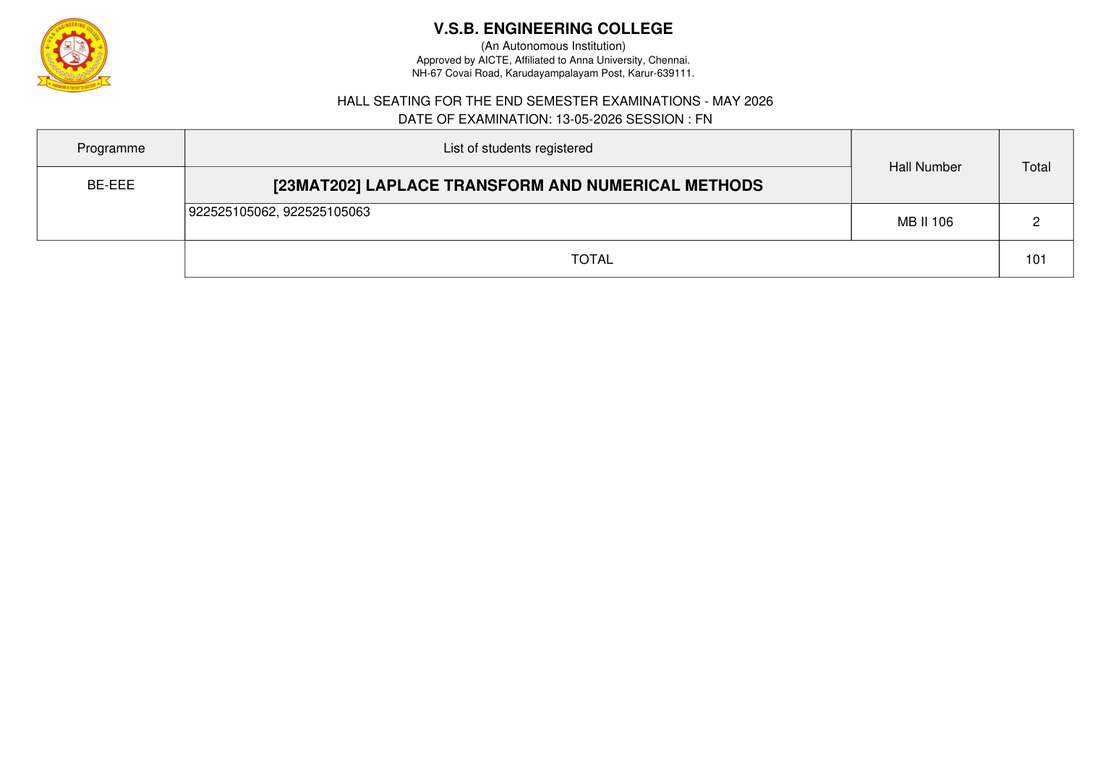 V.S.B. ENGINEERING COLLEGE
(An Autonomous Institution)
Approved by AICTE, Affiliated to Anna University, Chennai.
NH-67 Covai Road, Karudayampalayam Post, Karur-639111.
HALL SEATING FOR THE END SEMESTER EXAMINATIONS - MAY 2026
DATE OF EXAMINATION: 13-05-2026 SESSION : FN
Programme
List of students registered
Hall Number
Total
BE-EEE
[23MAT202] LAPLACE TRANSFORM AND NUMERICAL METHODS
922525105062, 922525105063
MB II 106
2
TOTAL
101